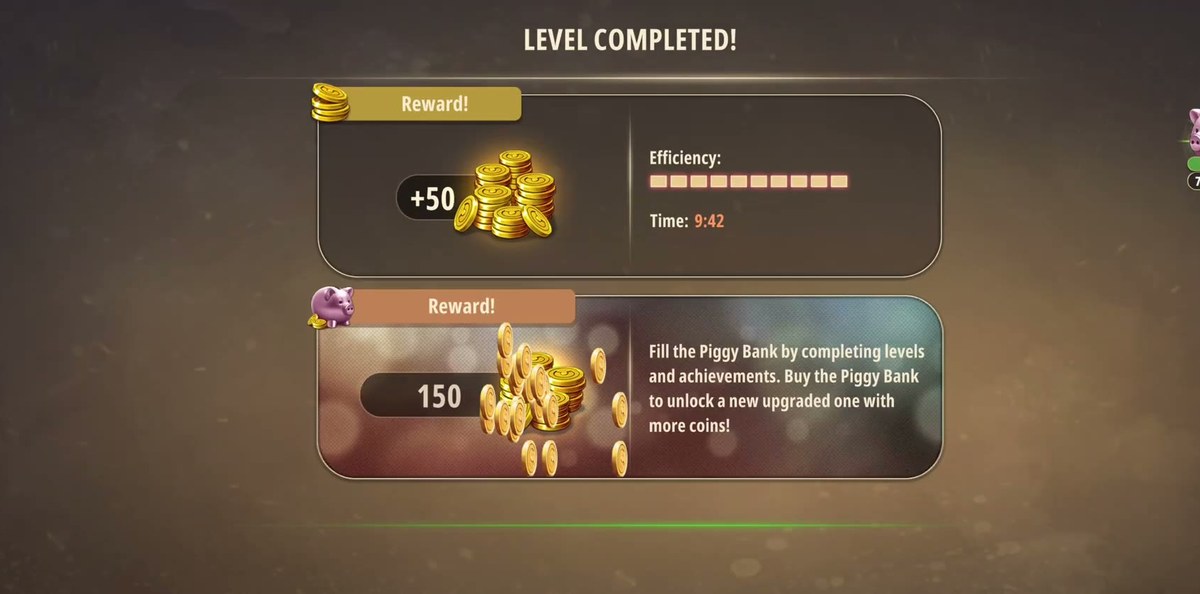 LEVEL COMPLETED!
Reward!
+50
Efficiency:
Time: 9:42
Reward!
150
Fill the Piggy Bank by completing levels
and achievements. Buy the Piggy Bank
to unlock a new upgraded one with
more coins!